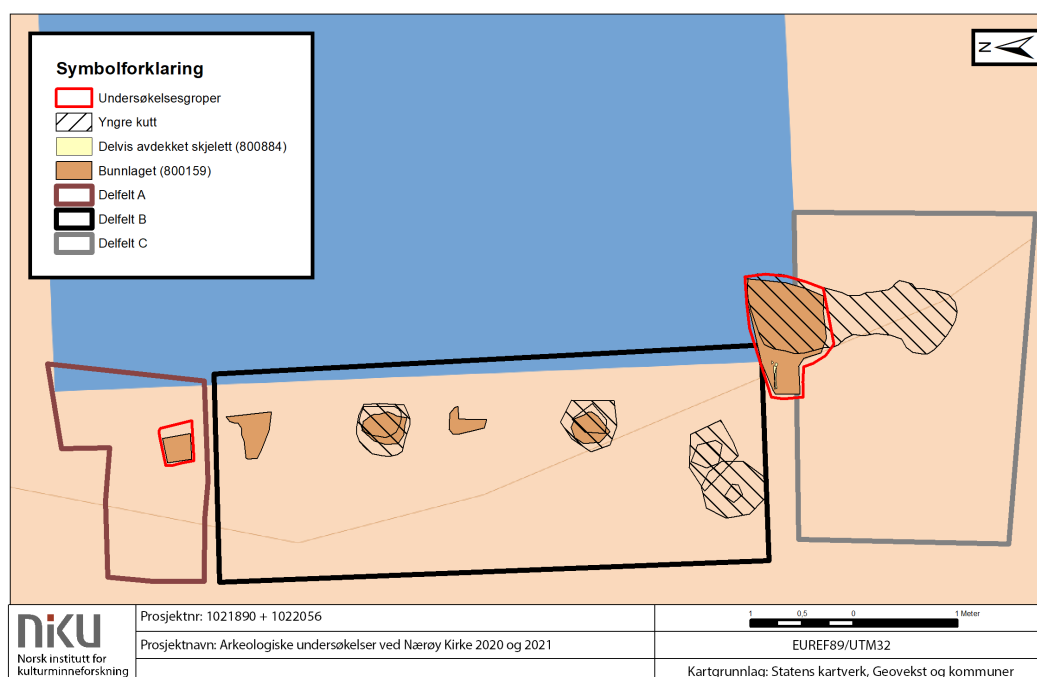 N
Symbolforklaring
Undersøkelsesgroper
Yngre kutt
Delvis avdekket skjelett (800884)
Bunnlaget (800159)
Delfelt A
Delfelt B
Delfelt C
niku
Norsk institutt for
kulturminneforskning
Prosjektnr: 1021890 + 1022056
Prosjektnavn: Arkeologiske undersøkelser ved Nærøy Kirke 2020 og 2021
1 0,5 0 1 Meter
EUREF89/UTM32
Kartgrunnlag: Statens kartverk, Geovekst og kommuner